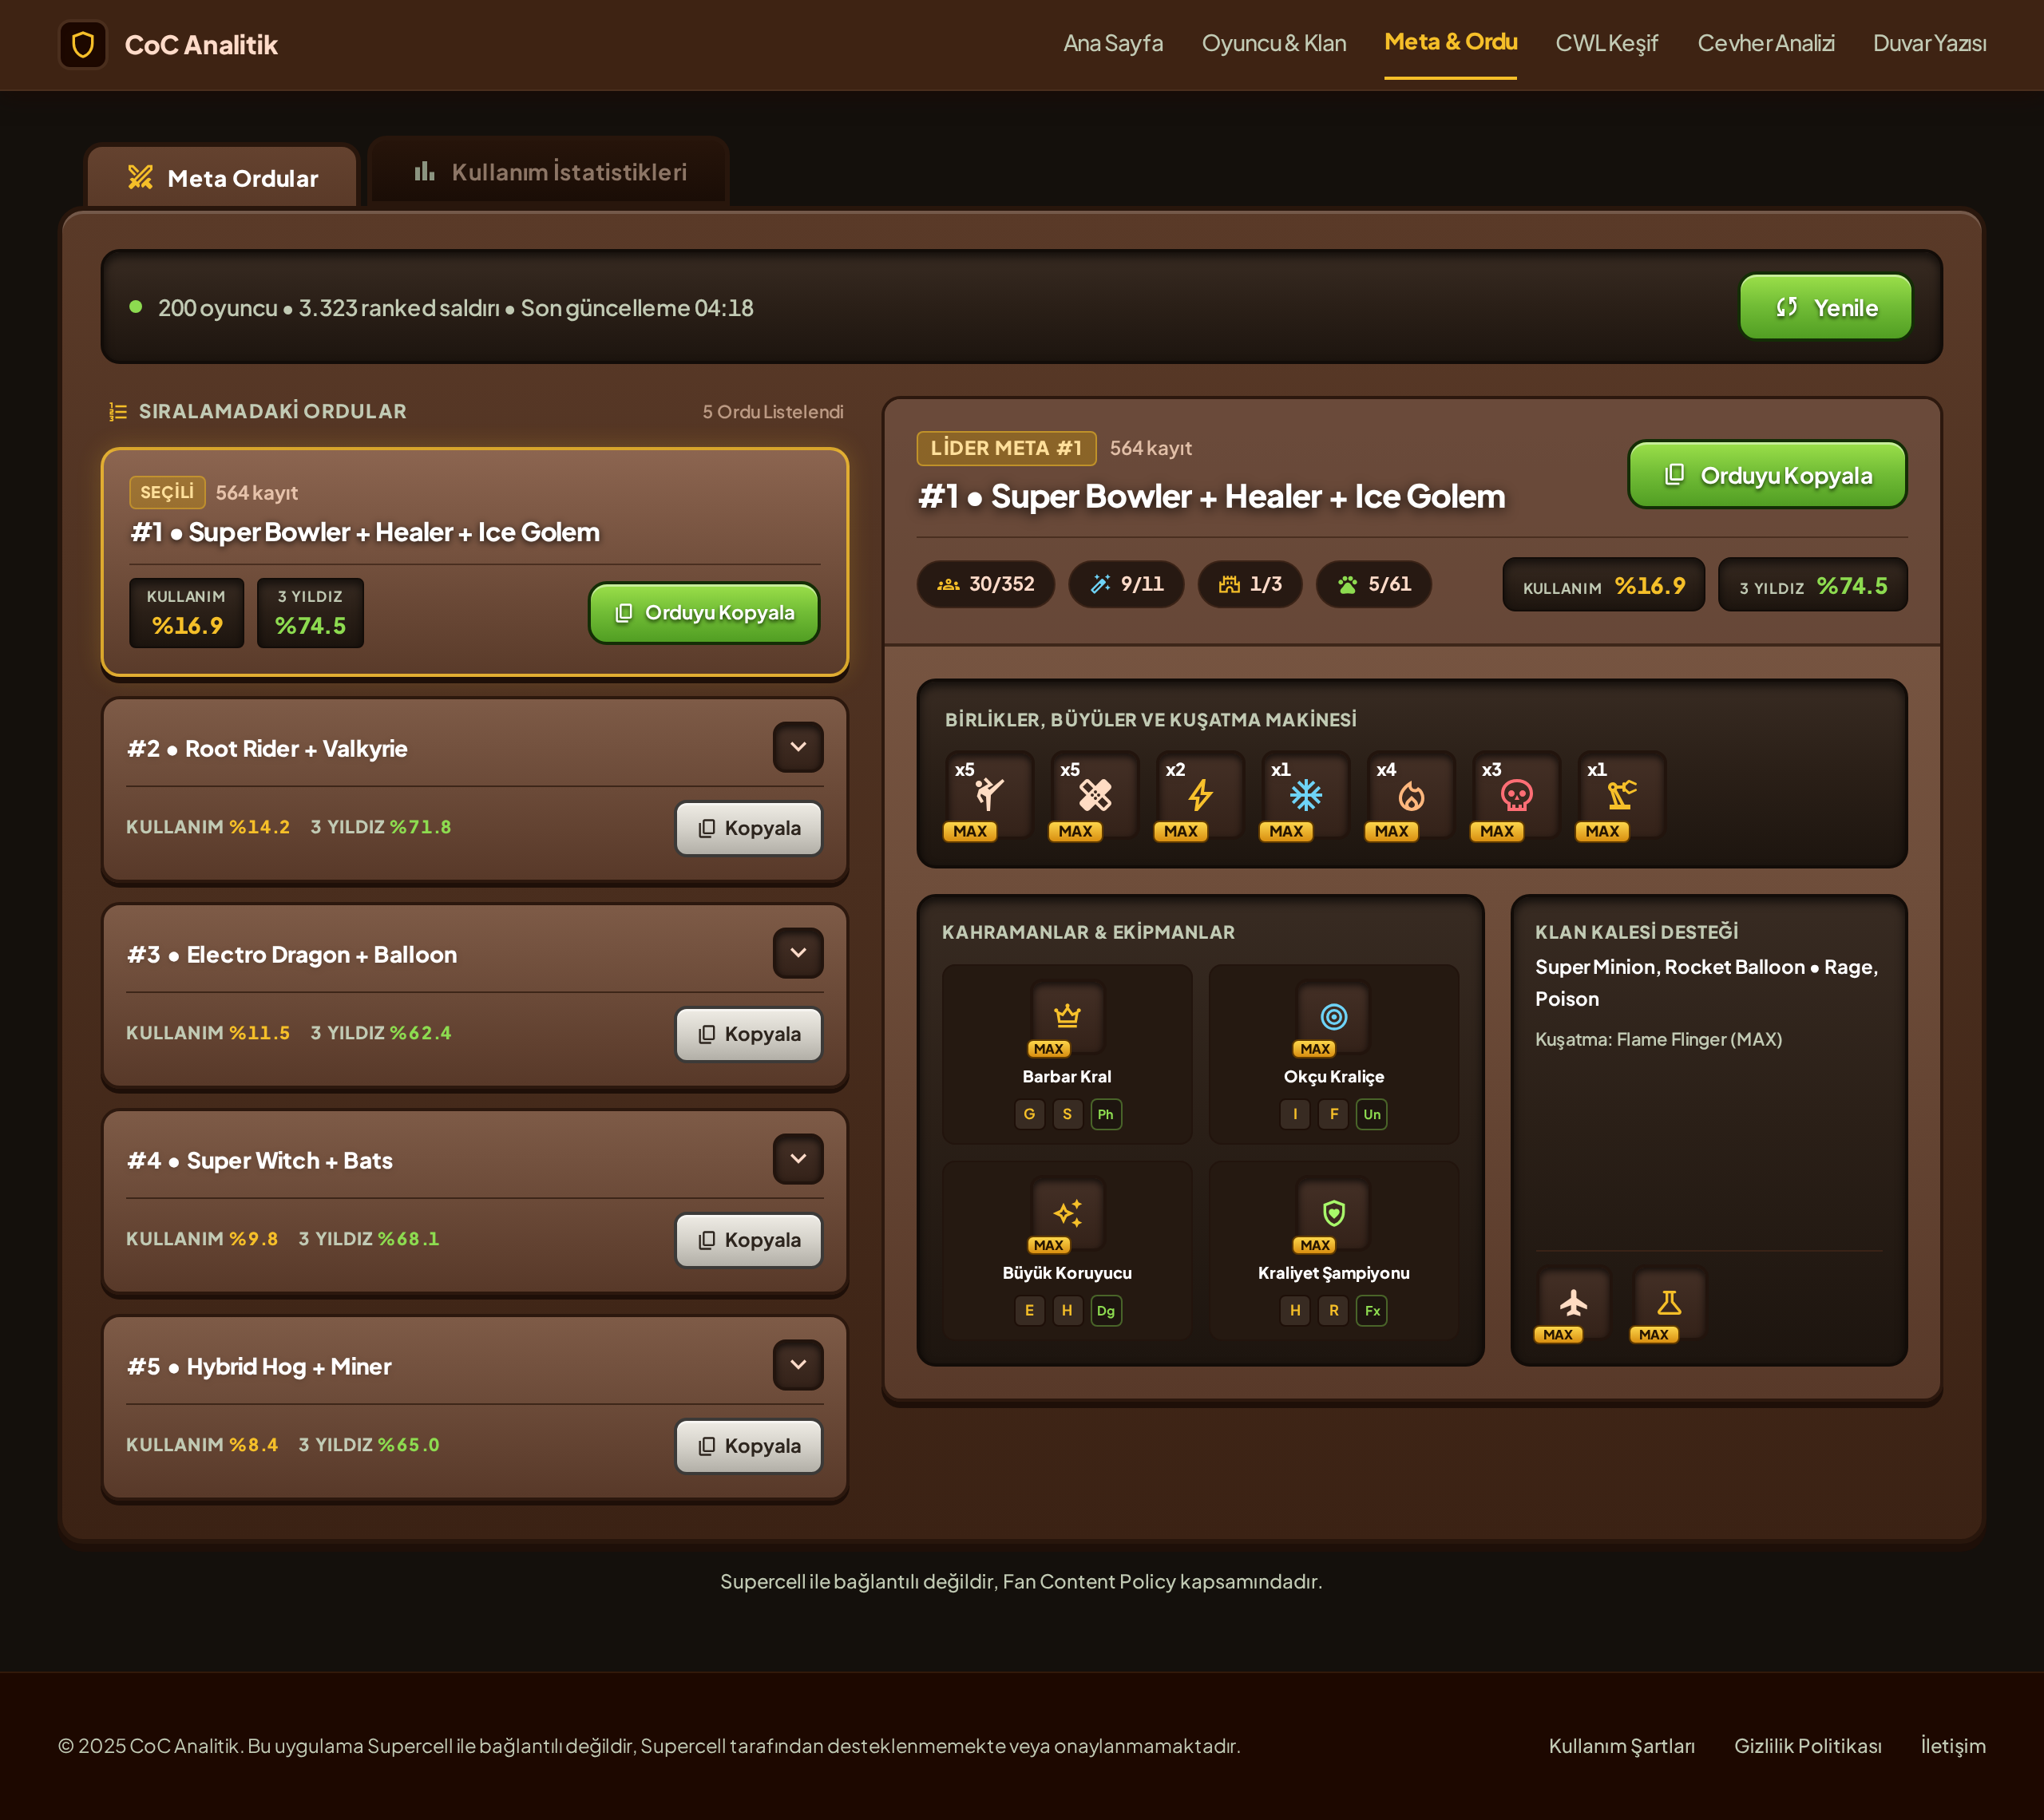 CoC Analitik
Ana Sayfa
Oyuncu & Klan
Meta & Ordu
CWL Keşif
Cevher Analizi
Duvar Yazısı
Meta Ordular
Kullanım İstatistikleri
200 oyuncu • 3.323 ranked saldırı • Son güncelleme 04:18
Yenile
SIRALAMADAKİ ORDULAR
5 Ordu Listelendi
SEÇİLİ 564 kayıt
#1 • Super Bowler + Healer + Ice Golem
KULLANIM
%16.9
3 YILDIZ
%74.5
Orduyu Kopyala
#2 • Root Rider + Valkyrie
KULLANIM %14.2 3 YILDIZ %71.8
Kopyala
#3 • Electro Dragon + Balloon
KULLANIM %11.5 3 YILDIZ %62.4
Kopyala
#4 • Super Witch + Bats
KULLANIM %9.8 3 YILDIZ %68.1
Kopyala
#5 • Hybrid Hog + Miner
KULLANIM %8.4 3 YILDIZ %65.0
Kopyala
LİDER META #1 564 kayıt
#1 • Super Bowler + Healer + Ice Golem
Orduyu Kopyala
30/352
9/11
1/3
5/61
KULLANIM %16.9
3 YILDIZ %74.5
BİRLİKLER, BÜYÜLER VE KUŞATMA MAKİNESİ
x5 x5 x2 x1 x4 x3 x1
MAX MAX MAX MAX MAX MAX MAX
KAHRAMANLAR & EKİPMANLAR
MAX
Barbar Kral
G S Ph
MAX
Okçu Kraliçe
I F Un
MAX
Büyük Koruyucu
E H Dg
MAX
Kraliyet Şampiyonu
H R Fx
KLAN KALESİ DESTEĞİ
Super Minion, Rocket Balloon • Rage,
Poison
Kuşatma: Flame Flinger (MAX)
MAX MAX
Supercell ile bağlantılı değildir, Fan Content Policy kapsamındadır.
© 2025 CoC Analitik. Bu uygulama Supercell ile bağlantılı değildir, Supercell tarafından desteklenmemekte veya onaylanmamaktadır.
Kullanım Şartları
Gizlilik Politikası
İletişim